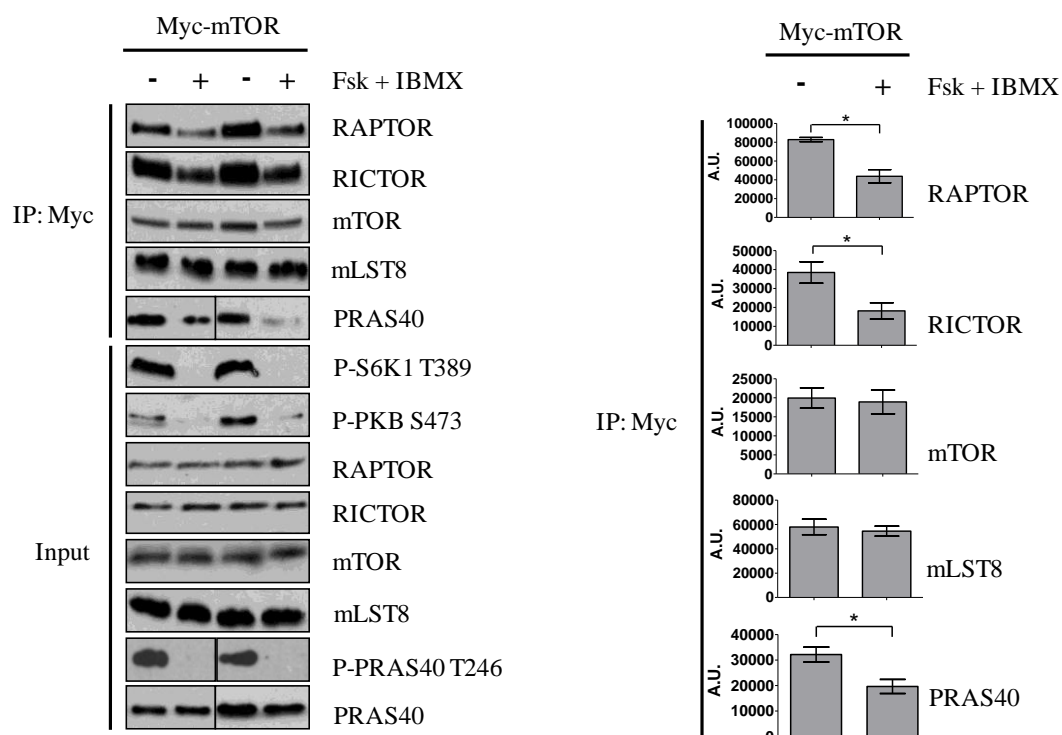 Myc-mTOR
- + - + Fsk + IBMX
IP: Myc
RAPTOR
RICTOR
mTOR
mLST8
PRAS40
Input
P-S6K1 T389
P-PKB S473
RAPTOR
RICTOR
mTOR
mLST8
P-PRAS40 T246
PRAS40
Myc-mTOR
- + Fsk + IBMX
IP: Myc
A.U.
100000
80000
60000
40000
20000
0
*
RAPTOR
A.U.
50000
40000
30000
20000
10000
0
*
RICTOR
A.U.
25000
20000
15000
10000
5000
0
mTOR
A.U.
80000
60000
40000
20000
0
mLST8
A.U.
40000
30000
20000
10000
0
*
PRAS40